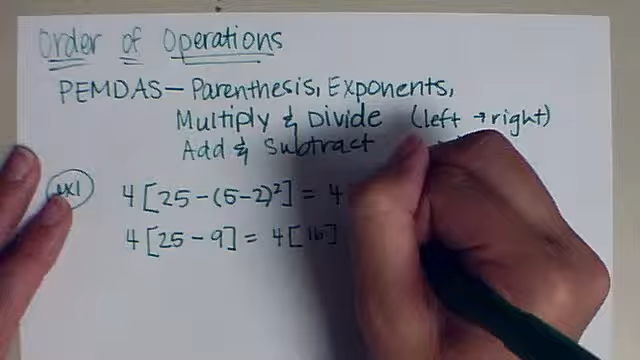 Order of Operations
PEMDAS — Parenthesis, Exponents,
Multiply & Divide (left → right)
Add & Subtract
ex1 4[25-(5-2)²] = 4
4[25-9] = 4[16]